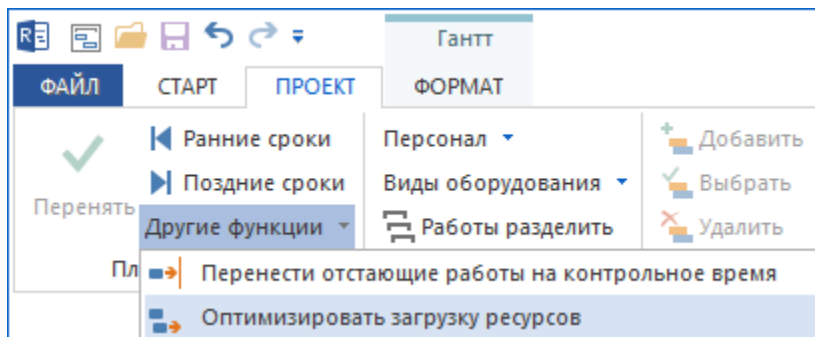 Гантт
ФАЙЛ СТАРТ ПРОЕКТ ФОРМАТ
Ранние сроки Персонал Добавить
Перенять Поздние сроки Виды оборудования Выбрать
Другие функции Работы разделить Удалить
Пл
Перенести отстающие работы на контрольное время
Оптимизировать загрузку ресурсов